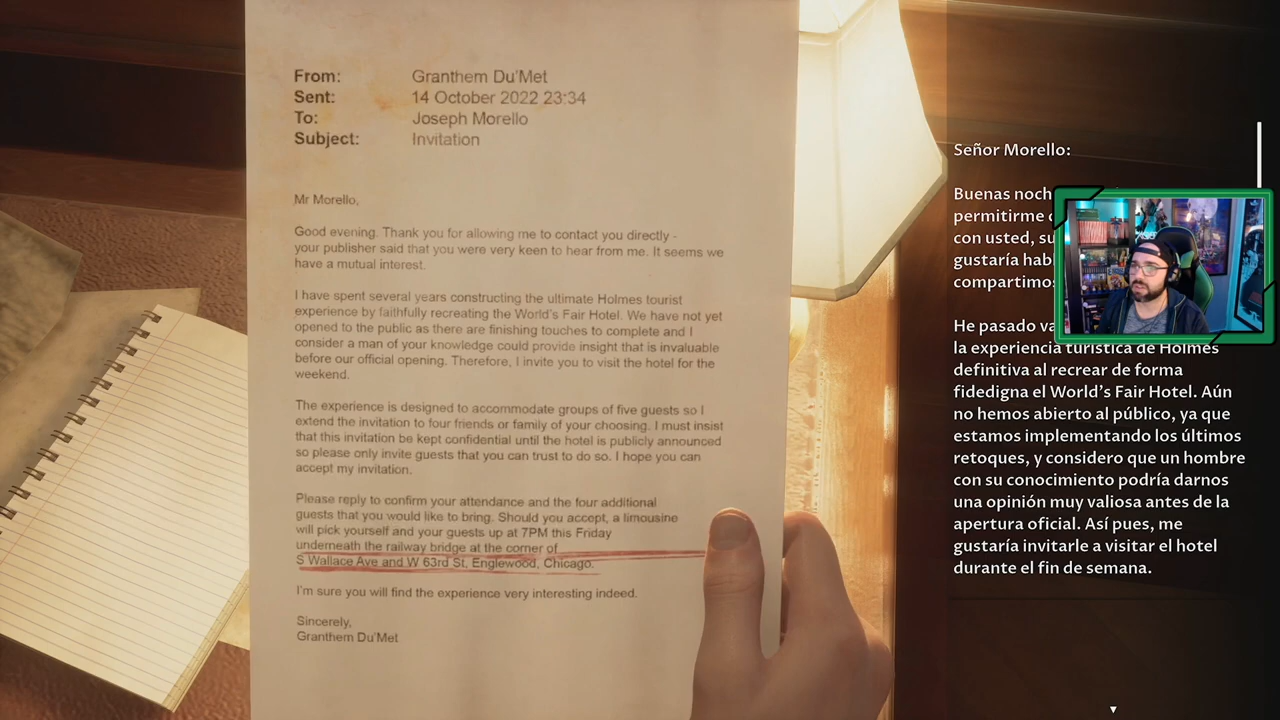 From: Granthem Du'Met
Sent: 14 October 2022 23:34
To: Joseph Morello
Subject: Invitation
Mr Morello,
Good evening. Thank you for allowing me to contact you directly -
your publisher said that you were very keen to hear from me. It seems we
have a mutual interest.
I have spent several years constructing the ultimate Holmes tourist
experience by faithfully recreating the World's Fair Hotel. We have not yet
opened to the public as there are finishing touches to complete and I
consider a man of your knowledge could provide insight that is invaluable
before our official opening. Therefore, I invite you to visit the hotel for the
weekend.
The experience is designed to accommodate groups of five guests so I
extend the invitation to four friends or family of your choosing. I must insist
that this invitation be kept confidential until the hotel is publicly announced
so please only invite guests that you can trust to do so. I hope you can
accept my invitation.
Please reply to confirm your attendance and the four additional
guests that you would like to bring. Should you accept, a limousine
will pick yourself and your guests up at 7PM this Friday
underneath the railway bridge at the corner of
S Wallace Ave and W 63rd St, Englewood, Chicago.
I'm sure you will find the experience very interesting indeed.
Sincerely,
Granthem Du'Met
Señor Morello:
Buenas
permitirme
con usted,
gustaría
compartimos
He pasado
la experiencia turística de Holmes
definitiva al recrear de forma
fidedigna el World's Fair Hotel. Aún
no hemos abierto al público, ya que
estamos implementando los últimos
retoques, y considero que un hombre
con su conocimiento podría darnos
una opinión muy valiosa antes de la
apertura oficial. Así pues, me
gustaría invitarle a visitar el hotel
durante el fin de semana.